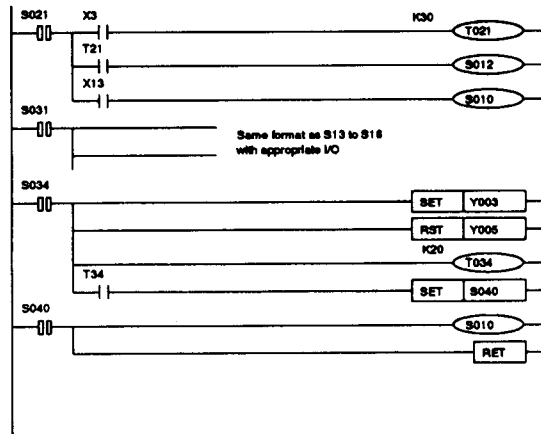 S021
X3
K30
T021
T21
S012
X13
S010
S031
Same format as S13 to S16
with appropriate I/O
S034
SET Y003
RST Y005
K20
T034
T34
SET S040
S040
S010
RET